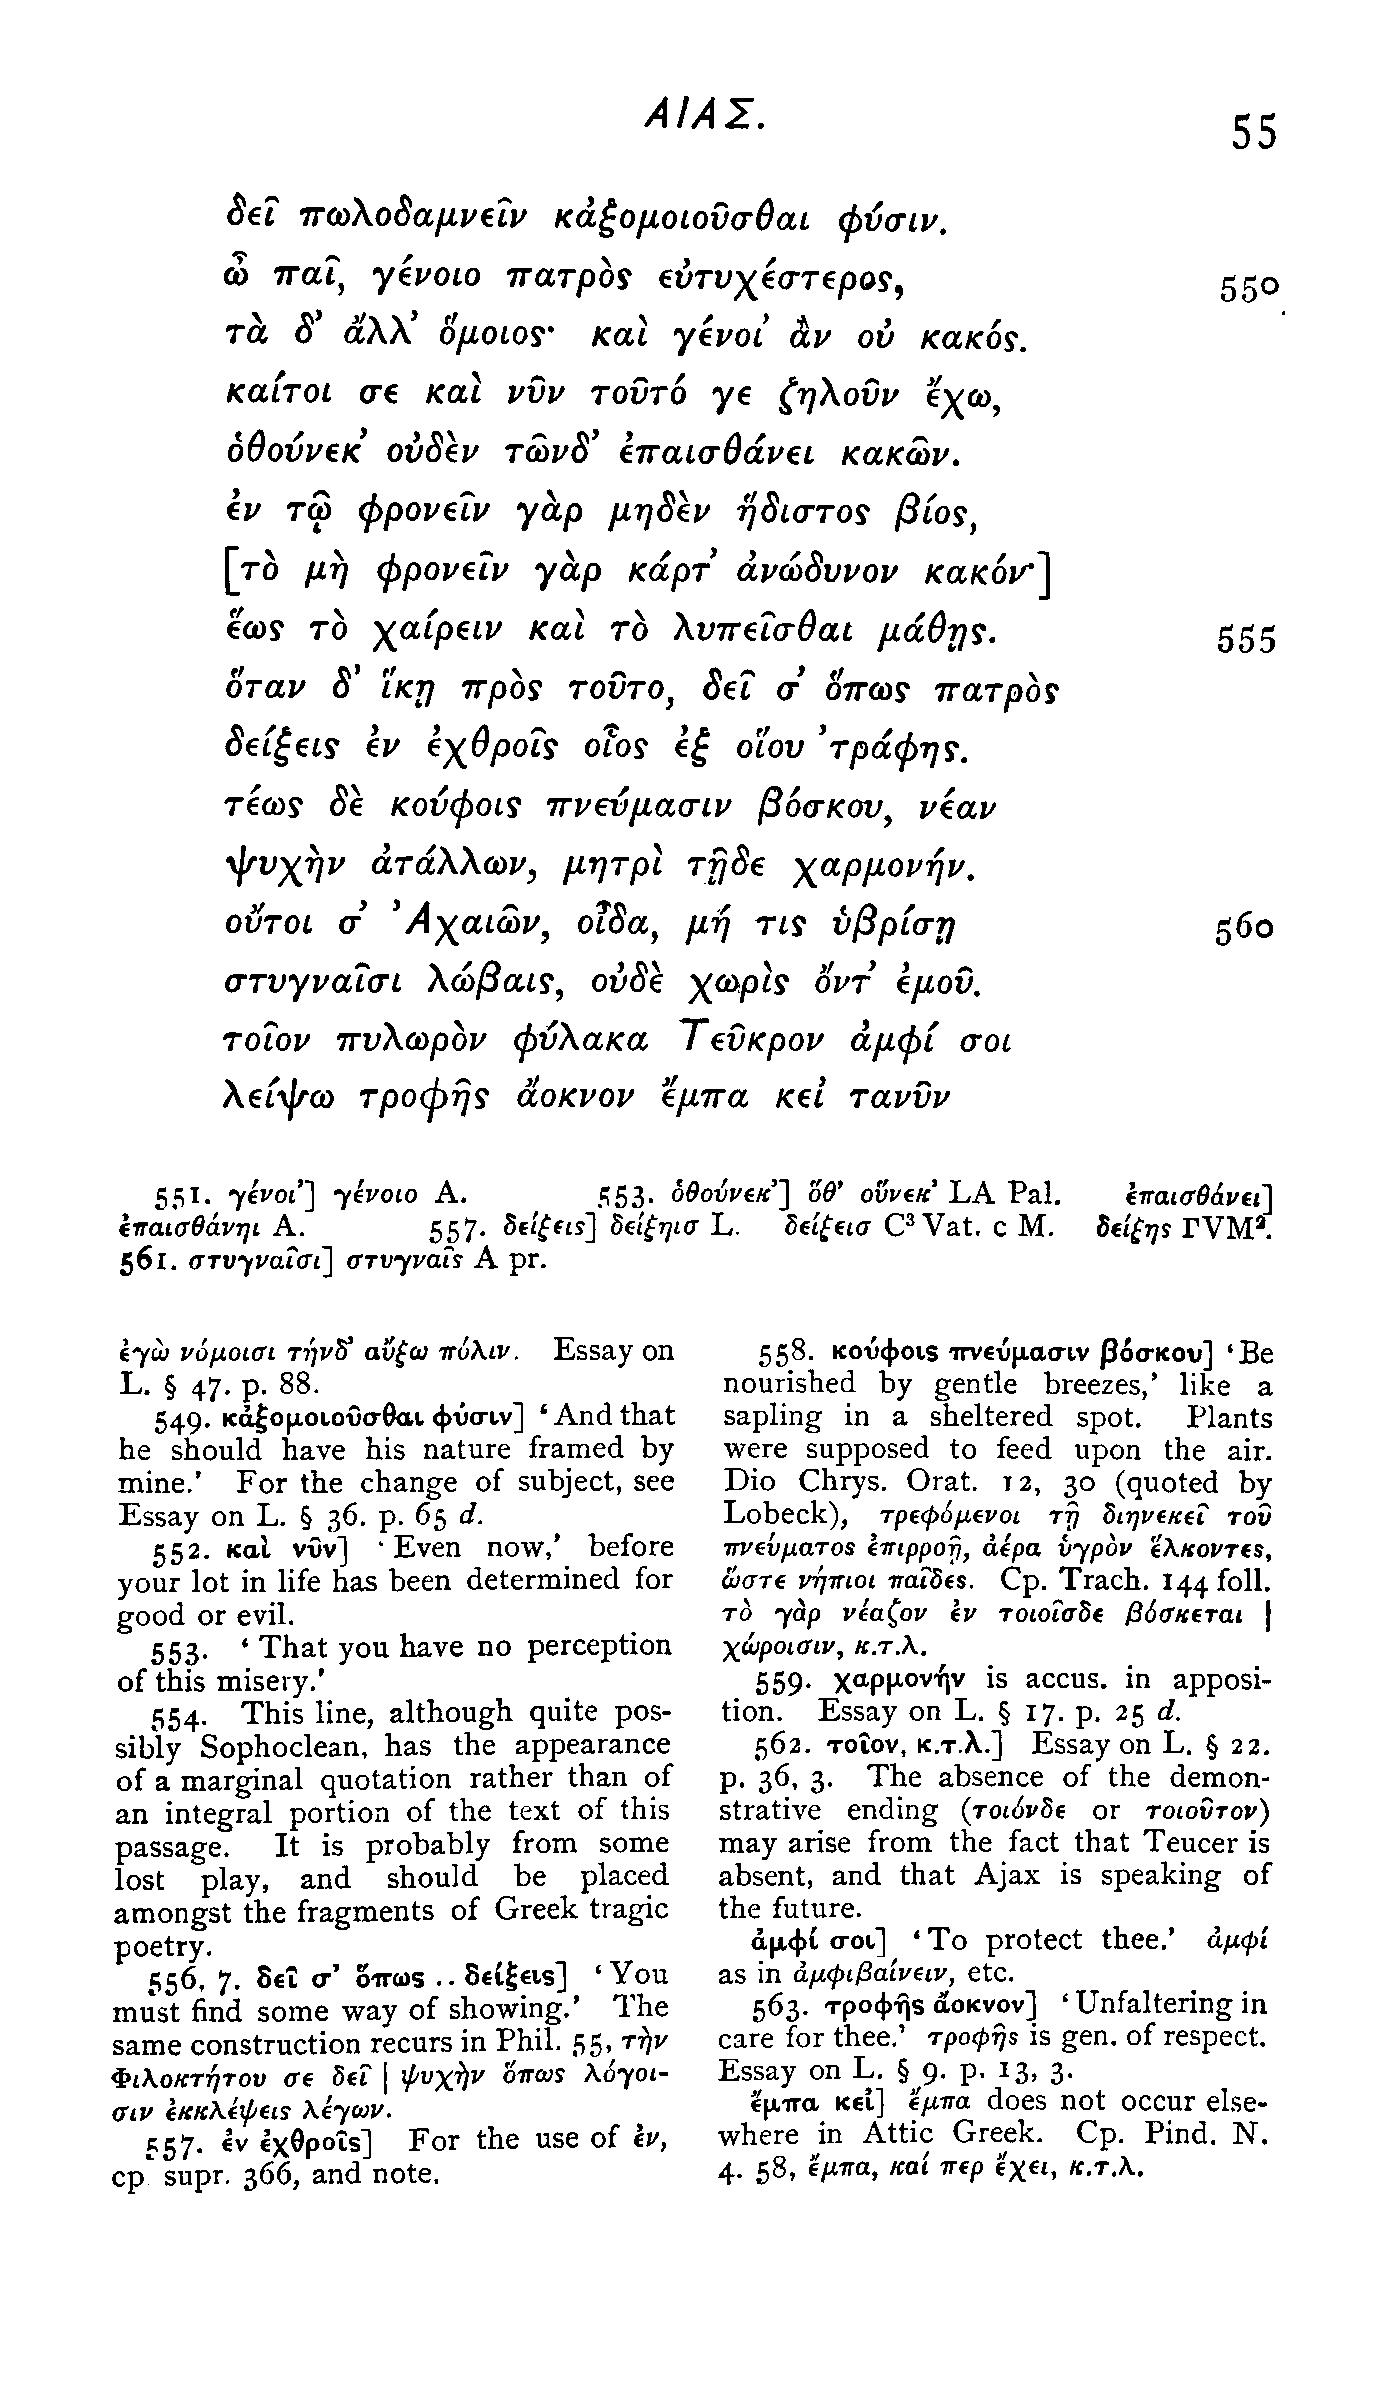 ΑΙΑΣ.
55
δεῖ πωλοδαμνεῖν κἀξομοιοῦσθαι φύσιν.
ὦ παῖ, γένοιο πατρὸς εὐτυχέστερος,
550
τὰ δ' ἄλλ' ὅμοιος· καὶ γένοι' ἂν οὐ κακός.
καίτοι σε καὶ νῦν τοῦτό γε ζηλοῦν ἔχω,
ὁθούνεκ' οὐδὲν τῶνδ' ἐπαισθάνει κακῶν.
ἐν τῷ φρονεῖν γὰρ μηδὲν ἥδιστος βίος,
[τὸ μὴ φρονεῖν γὰρ κάρτ' ἀνώδυνον κακόν·]
ἕως τὸ χαίρειν καὶ τὸ λυπεῖσθαι μάθῃς.
555
ὅταν δ' ἵκῃ πρὸς τοῦτο, δεῖ σ' ὅπως πατρὸς
δείξεις ἐν ἐχθροῖς οἷος ἐξ οἵου 'τράφης.
τέως δὲ κούφοις πνεύμασιν βόσκου, νέαν
ψυχὴν ἀτάλλων, μητρὶ τῇδε χαρμονήν.
οὔτοι σ' Ἀχαιῶν, οἶδα, μή τις ὑβρίσῃ
560
στυγναῖσι λώβαις, οὐδὲ χωρὶς ὄντ' ἐμοῦ.
τοῖον πυλωρὸν φύλακα Τεῦκρον ἀμφί σοι
λείψω τροφῆς ἄοκνον ἔμπα κεἰ τανῦν
551. γένοι'] γένοιο A. 553. ὁθούνεκ'] ὅθ' οὕνεκ' LA Pal. ἐπαισθάνει]
ἐπαισθάνηι A. 557. δείξεις] δείξηισ L. δείξεισ C³ Vat. c M. δείξης ΓVM².
561. στυγναῖσι] στυγναῖς A pr.
ἐγὼ νόμοισι τήνδ' αὔξω πόλιν. Essay on
L. § 47. p. 88.
549. κἀξομοιοῦσθαι φύσιν] 'And that
he should have his nature framed by
mine.' For the change of subject, see
Essay on L. § 36. p. 65 d.
552. καὶ νῦν] 'Even now,' before
your lot in life has been determined for
good or evil.
553. 'That you have no perception
of this misery.'
554. This line, although quite pos-
sibly Sophoclean, has the appearance
of a marginal quotation rather than of
an integral portion of the text of this
passage. It is probably from some
lost play, and should be placed
amongst the fragments of Greek tragic
poetry.
556, 7. δεῖ σ' ὅπως .. δείξεις] 'You
must find some way of showing.' The
same construction recurs in Phil. 55, τὴν
Φιλοκτήτου σε δεῖ | ψυχὴν ὅπως λόγοι-
σιν ἐκκλέψεις λέγων.
557. ἐν ἐχθροῖς] For the use of ἐν,
cp supr. 366, and note.
558. κούφοις πνεύμασιν βόσκου] 'Be
nourished by gentle breezes,' like a
sapling in a sheltered spot. Plants
were supposed to feed upon the air.
Dio Chrys. Orat. 12, 30 (quoted by
Lobeck), τρεφόμενοι τῇ διηνεκεῖ τοῦ
πνεύματος ἐπιρροῇ, ἀέρα ὑγρὸν ἕλκοντες,
ὥστε νήπιοι παῖδες. Cp. Trach. 144 foll.
τὸ γὰρ νέαζον ἐν τοιοῖσδε βόσκεται |
χώροισιν, κ.τ.λ.
559. χαρμονήν is accus. in apposi-
tion. Essay on L. § 17. p. 25 d.
562. τοῖον, κ.τ.λ.] Essay on L. § 22.
p. 36, 3. The absence of the demon-
strative ending (τοιόνδε or τοιοῦτον)
may arise from the fact that Teucer is
absent, and that Ajax is speaking of
the future.
ἀμφί σοι] 'To protect thee.' ἀμφί
as in ἀμφιβαίνειν, etc.
563. τροφῆς ἄοκνον] 'Unfaltering in
care for thee.' τροφῆς is gen. of respect.
Essay on L. § 9. p. 13, 3.
ἔμπα κεἰ] ἔμπα does not occur else-
where in Attic Greek. Cp. Pind. N.
4. 58, ἔμπα, καί περ ἔχει, κ.τ.λ.